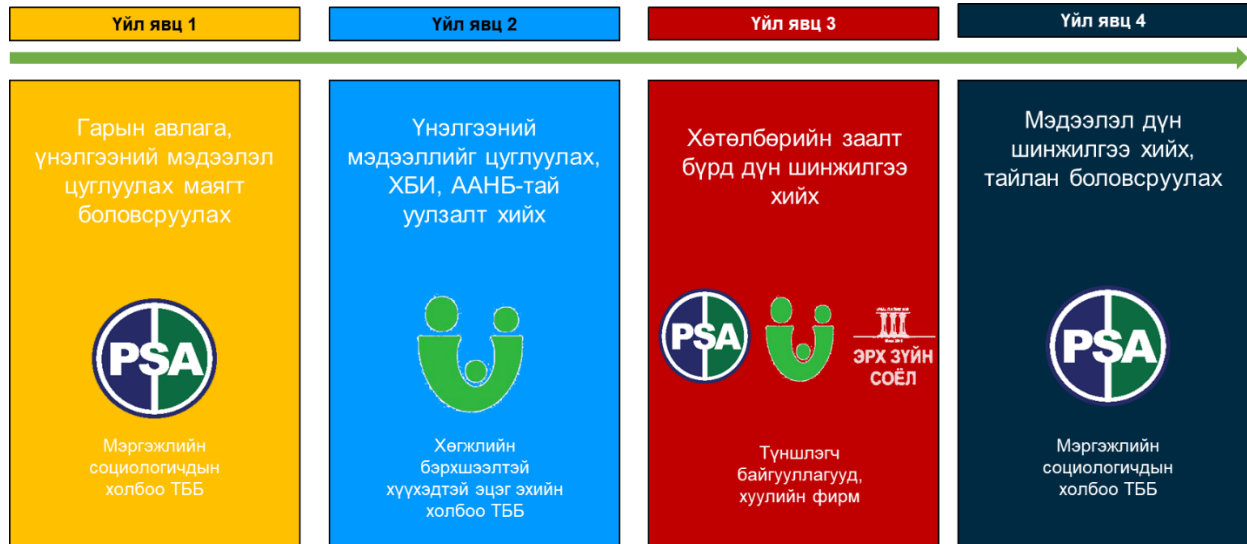 Үйл явц 1
Үйл явц 2
Үйл явц 3
Үйл явц 4
Гарын авлага,
үнэлгээний мэдээлэл
цуглуулах маягт
боловсруулах
PSA
Мэргэжлийн
социологичдын
холбоо ТББ
Үнэлгээний
мэдээллийг цуглуулах,
ХБИ, ААНБ-тай
уулзалт хийх
Хөгжлийн
бэрхшээлтэй
хүүхэдтэй эцэг эхийн
холбоо ТББ
Хөтөлбөрийн заалт
бүрд дүн шинжилгээ
хийх
PSA
ЭРХ ЗҮЙН
СОЁЛ
Түншлэгч
байгууллагууд,
хуулийн фирм
Мэдээлэл дүн
шинжилгээ хийх,
тайлан боловсруулах
PSA
Мэргэжлийн
социологичдын
холбоо ТББ